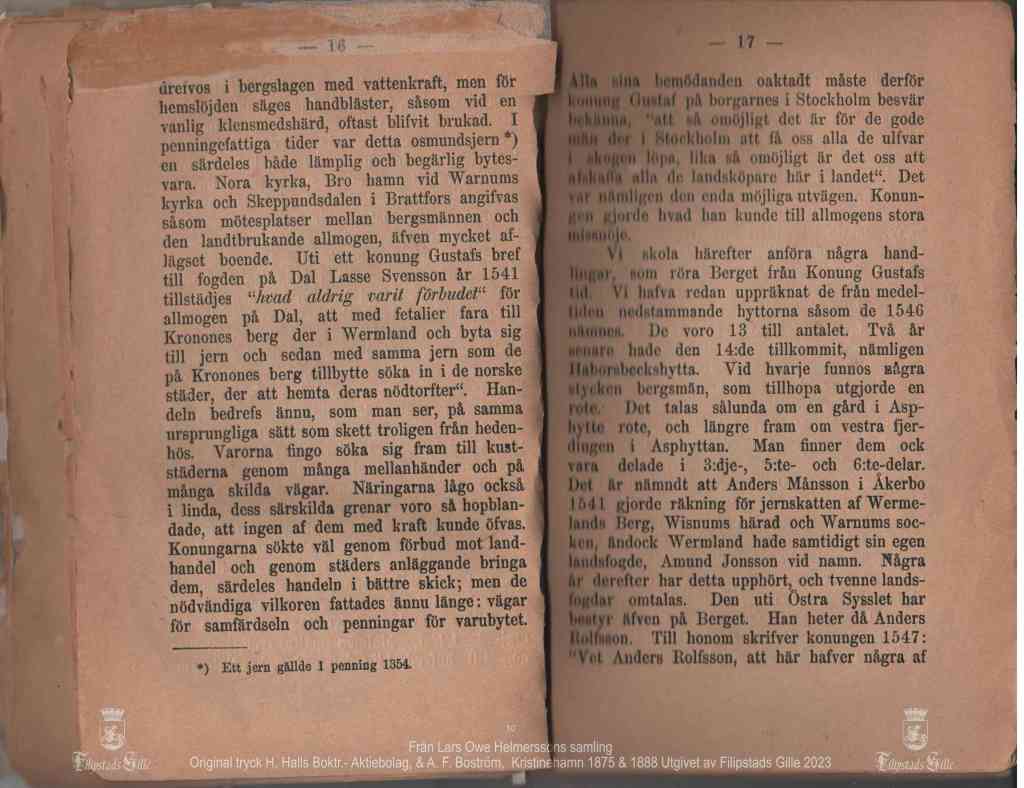 — 16 —
drefvos i bergslagen med vattenkraft, men för
hemslöjden säges handbläster, såsom vid en
vanlig klensmedshärd, oftast blifvit brukad. I
penningefattiga tider var detta osmundsjern *)
en särdeles både lämplig och begärlig bytes-
vara. Nora kyrka, Bro hamn vid Warnums
kyrka och Skeppundsdalen i Brattfors angifvas
såsom mötesplatser mellan bergsmännen och
den landtbrukande allmogen, äfven mycket af-
lägset boende. Uti ett konung Gustafs bref
till fogden på Dal Lasse Svensson år 1541
tillstädjes “hvad aldrig varit förbudet“ för
allmogen på Dal, att med fetalier fara till
Kronones berg der i Wermland och byta sig
till jern och sedan med samma jern som de
på Kronones berg tillbytte söka in i de norske
städer, der att hemta deras nödtorfter“. Han-
deln bedrefs ännu, som man ser, på samma
ursprungliga sätt som skett troligen från heden-
hös. Varorna fingo söka sig fram till kust-
städerna genom många mellanhänder och på
många skilda vägar. Näringarna lågo också
i linda, dess särskilda grenar voro så hopblan-
dade, att ingen af dem med kraft kunde öfvas.
Konungarna sökte väl genom förbud mot land-
handel och genom städers anläggande bringa
dem, särdeles handeln i bättre skick; men de
nödvändiga vilkoren fattades ännu länge: vägar
för samfärdseln och penningar för varubytet.
*) Ett jern gällde 1 penning 1354.
— 17 —
Alla sina bemödanden oaktadt måste derför
konung Gustaf på borgarnes i Stockholm besvär
bekänna, “att så omöjligt det är för de gode
män der i Stockholm att få oss alla de ulfvar
i skogen löpa, lika så omöjligt är det oss att
afskaffa alla de landsköpare här i landet“. Det
var nämligen den enda möjliga utvägen. Konun-
gen gjorde hvad han kunde till allmogens stora
missnöje.
Vi skola härefter anföra några hand-
lingar, som röra Berget från Konung Gustafs
tid. Vi hafva redan uppräknat de från medel-
tiden nedstammande hyttorna såsom de 1546
nämnes. De voro 13 till antalet. Två år
senare hade den 14:de tillkommit, nämligen
Haborsbeckshytta. Vid hvarje funnos några
stycken bergsmän, som tillhopa utgjorde en
rote. Det talas sålunda om en gård i Asp-
hytte rote, och längre fram om vestra fjer-
dingen i Asphyttan. Man finner dem ock
vara delade i 3:dje-, 5:te- och 6:te-delar.
Det är nämndt att Anders Månsson i Åkerbo
1541 gjorde räkning för jernskatten af Werme-
lands Berg, Wisnums härad och Warnums soc-
ken, ändock Wermland hade samtidigt sin egen
landsfogde, Amund Jonsson vid namn. Några
år derefter har detta upphört, och tvenne lands-
fogdar omtalas. Den uti Östra Sysslet har
bestyr äfven på Berget. Han heter då Anders
Rolfsson. Till honom skrifver konungen 1547:
“Vet Anders Rolfsson, att här hafver några af
10
Från Lars Owe Helmerssons samling
Original tryck H. Halls Boktr.- Aktiebolag, & A. F. Boström, Kristinehamn 1875 & 1888 Utgivet av Filipstads Gille 2023
Filipstads Gille
Filipstads Gille